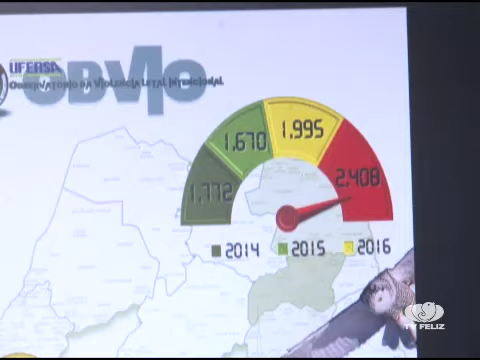 UFERSA
OBVIO
OBSERVATÓRIO DA VIOLÊNCIA LETAL INTENCIONAL
1.772
1.670
1.995
2.408
2014 2015 2016
TV FELIZ